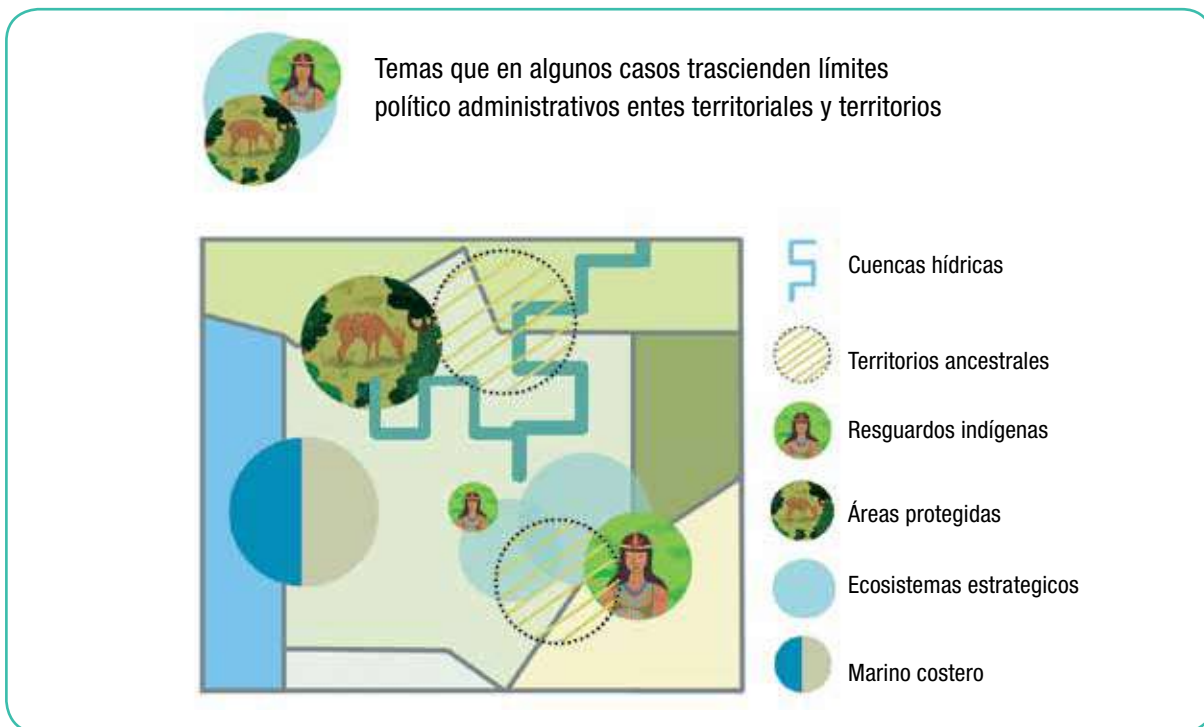 Temas que en algunos casos trascienden límites
político administrativos entes territoriales y territorios
Cuencas hídricas
Territorios ancestrales
Resguardos indígenas
Áreas protegidas
Ecosistemas estrategicos
Marino costero